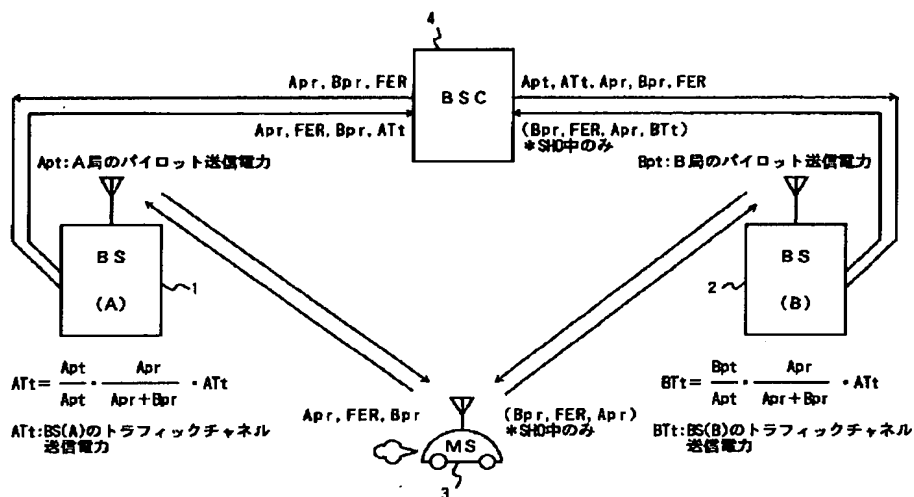 4
BSC
Apr, Bpr, FER
Apt, ATt, Apr, Bpr, FER
Apr, FER, Bpr, ATt
(Bpr, FER, Apr, BTt)
*SHO中のみ
Apt:A局のパイロット送信電力
Bpt:B局のパイロット送信電力
BS
(A)
1
BS
(B)
2
ATt= Apt/Apt · Apr/(Apr+Bpr) · ATt
BTt= Bpt/Apt · Apr/(Apr+Bpr) · ATt
ATt:BS(A)のトラフィックチャネル
送信電力
Apr, FER, Bpr
(Bpr, FER, Apr)
*SHO中のみ
BTt:BS(B)のトラフィックチャネル
送信電力
MS
3